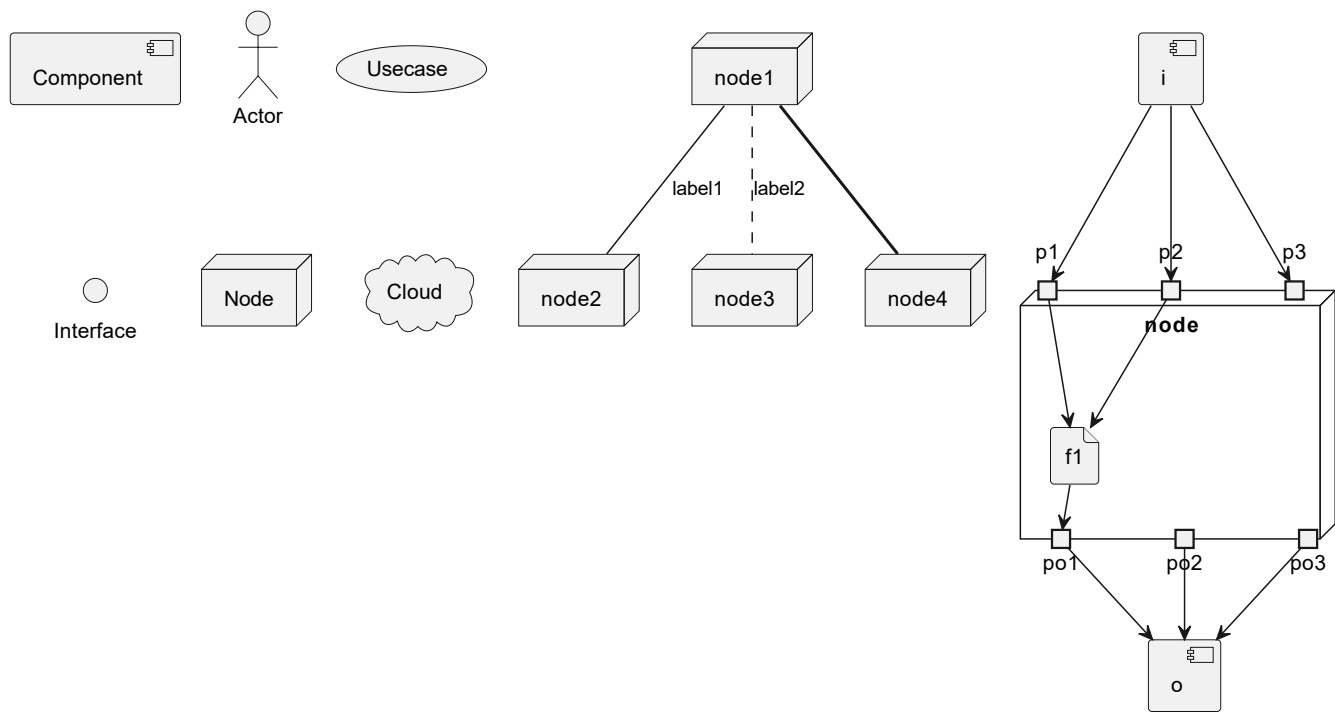 Component
Actor
Usecase
node1
i
label1
label2
p1
p2
p3
Interface
Node
Cloud
node2
node3
node4
node
f1
po1
po2
po3
o